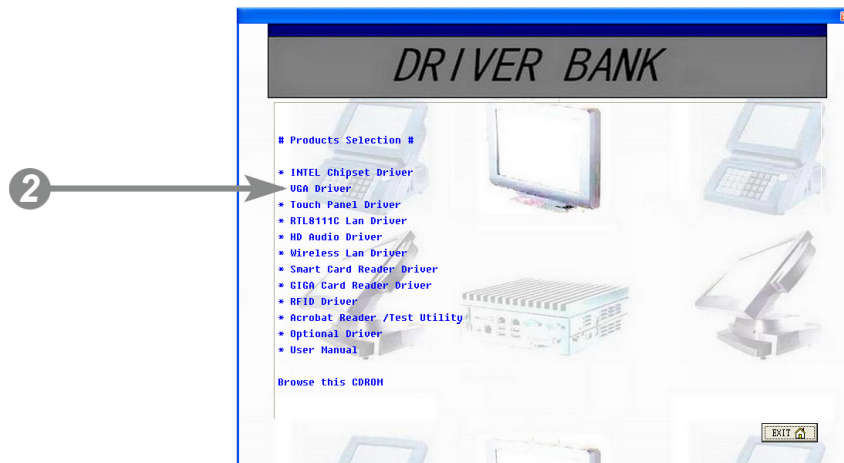 DRIVER BANK
# Products Selection #
* INTEL Chipset Driver
VGA Driver
* Touch Panel Driver
* RTL8111C Lan Driver
* HD Audio Driver
* Wireless Lan Driver
* Smart Card Reader Driver
* GIGA Card Reader Driver
* RFID Driver
* Acrobat Reader /Test Utility
* Optional Driver
* User Manual
Browse this CDROM
EXIT
2